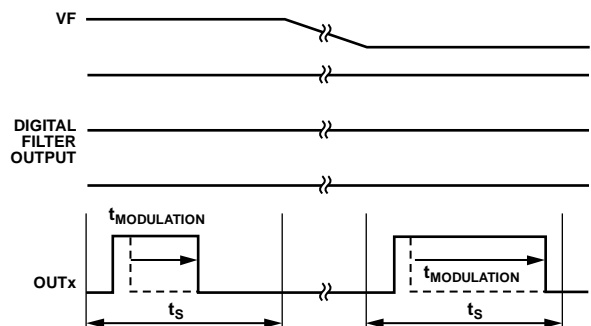 VF
DIGITAL
FILTER
OUTPUT
tMODULATION
OUTx
tMODULATION
tS
tS